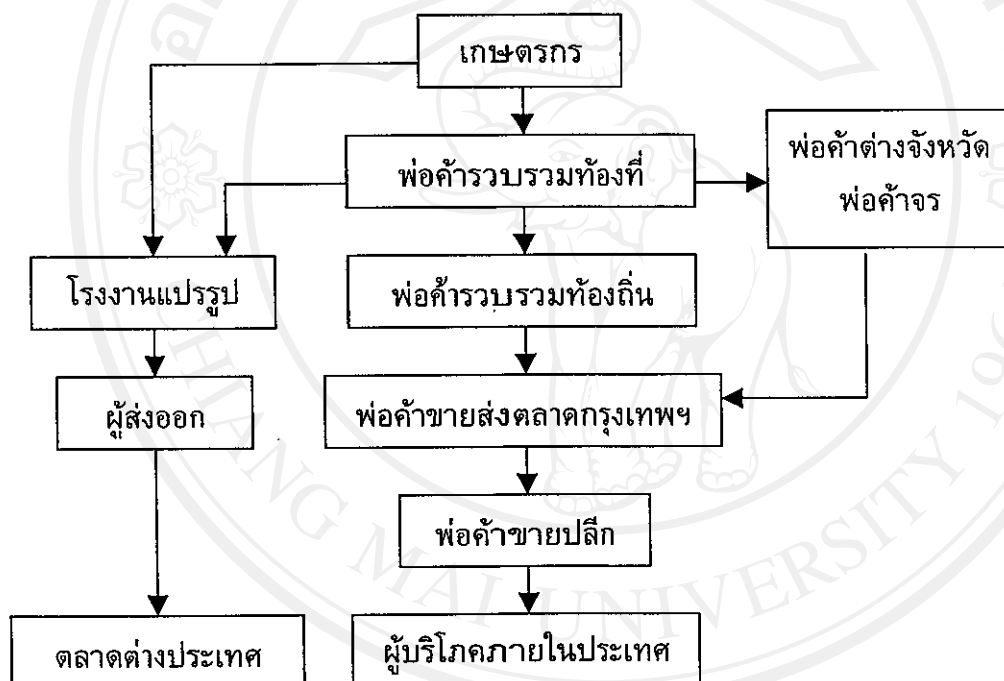 เกษตรกร
พ่อค้ารวบรวมท้องที่
พ่อค้าต่างจังหวัด
พ่อค้าจร
โรงงานแปรรูป
พ่อค้ารวบรวมท้องถิ่น
ผู้ส่งออก
พ่อค้าขายส่งตลาดกรุงเทพฯ
พ่อค้าขายปลีก
ตลาดต่างประเทศ
ผู้บริโภคภายในประเทศ
MAI UNIVERSITY